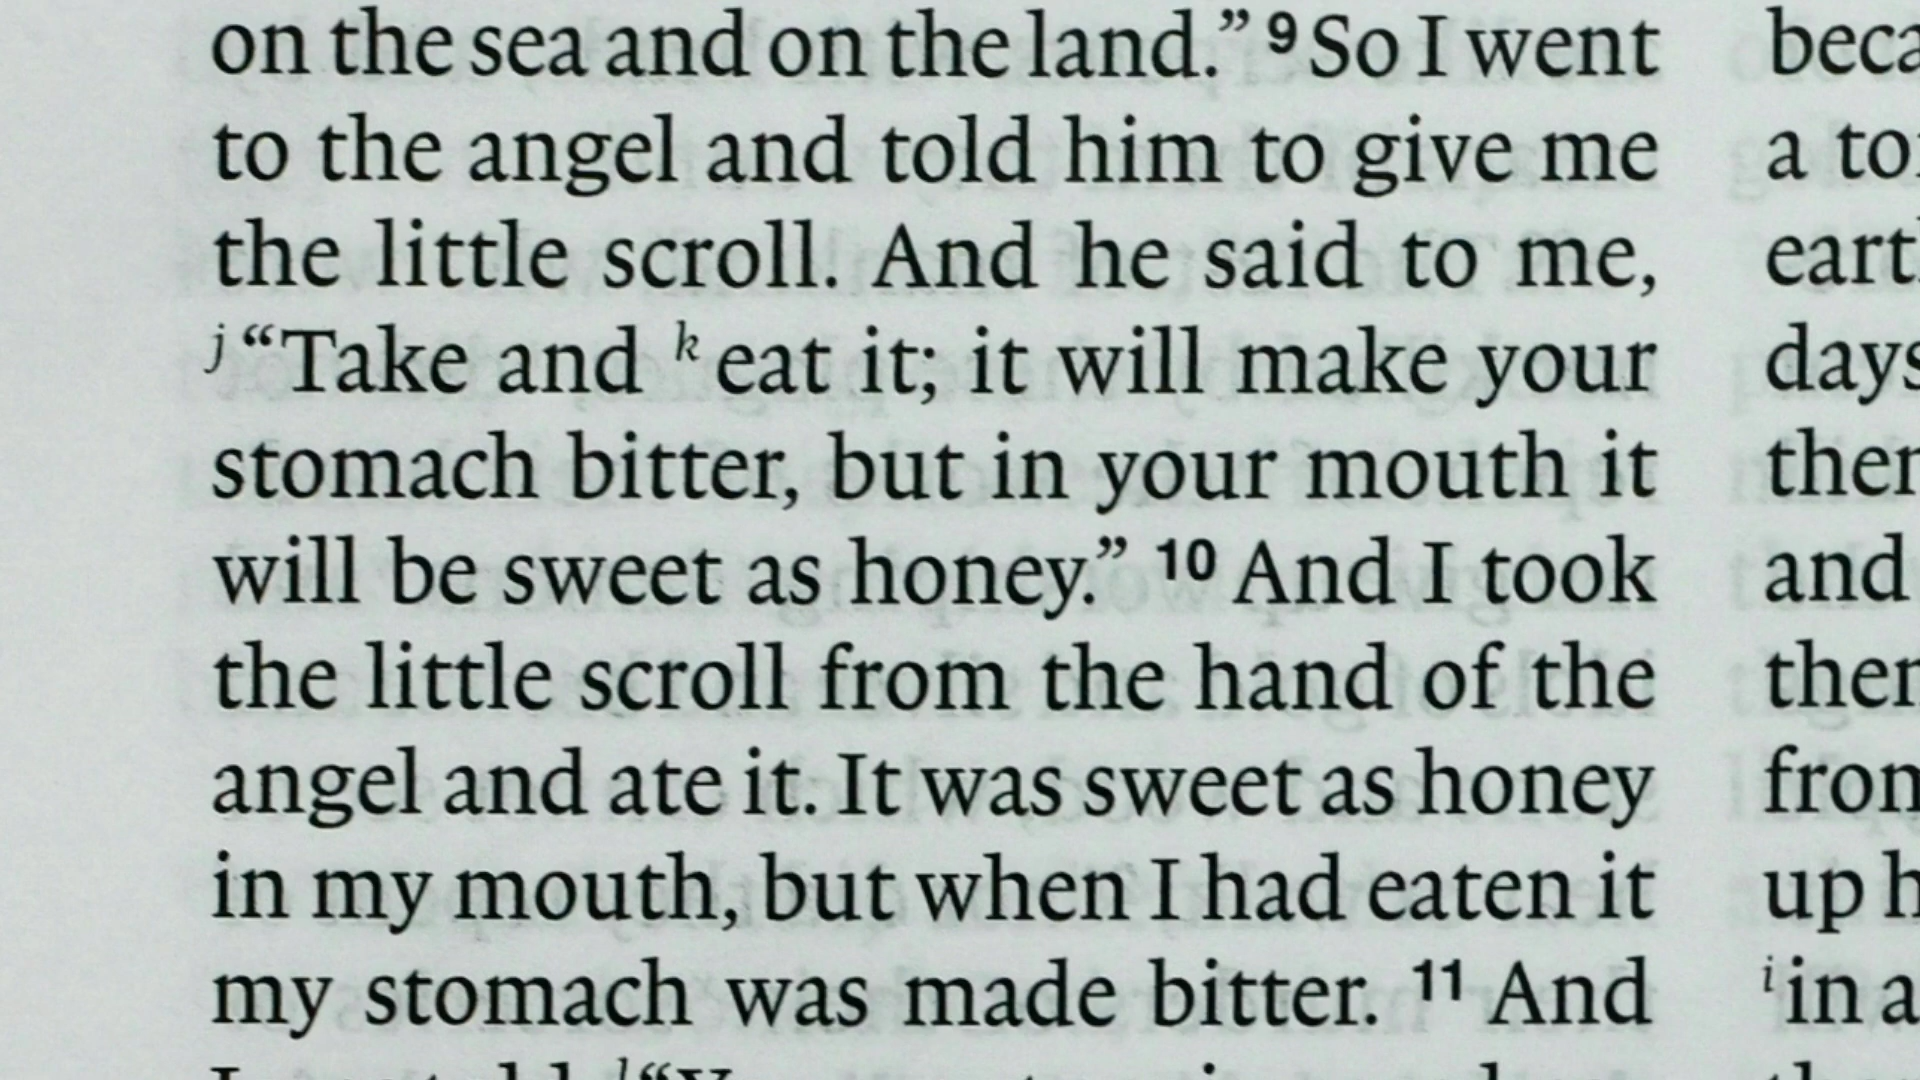 on the sea and on the land.” 9 So I went
to the angel and told him to give me
the little scroll. And he said to me,
j “Take and k eat it; it will make your
stomach bitter, but in your mouth it
will be sweet as honey.” 10 And I took
the little scroll from the hand of the
angel and ate it. It was sweet as honey
in my mouth, but when I had eaten it
my stomach was made bitter. 11 And
a
days
and
from
up
i in a